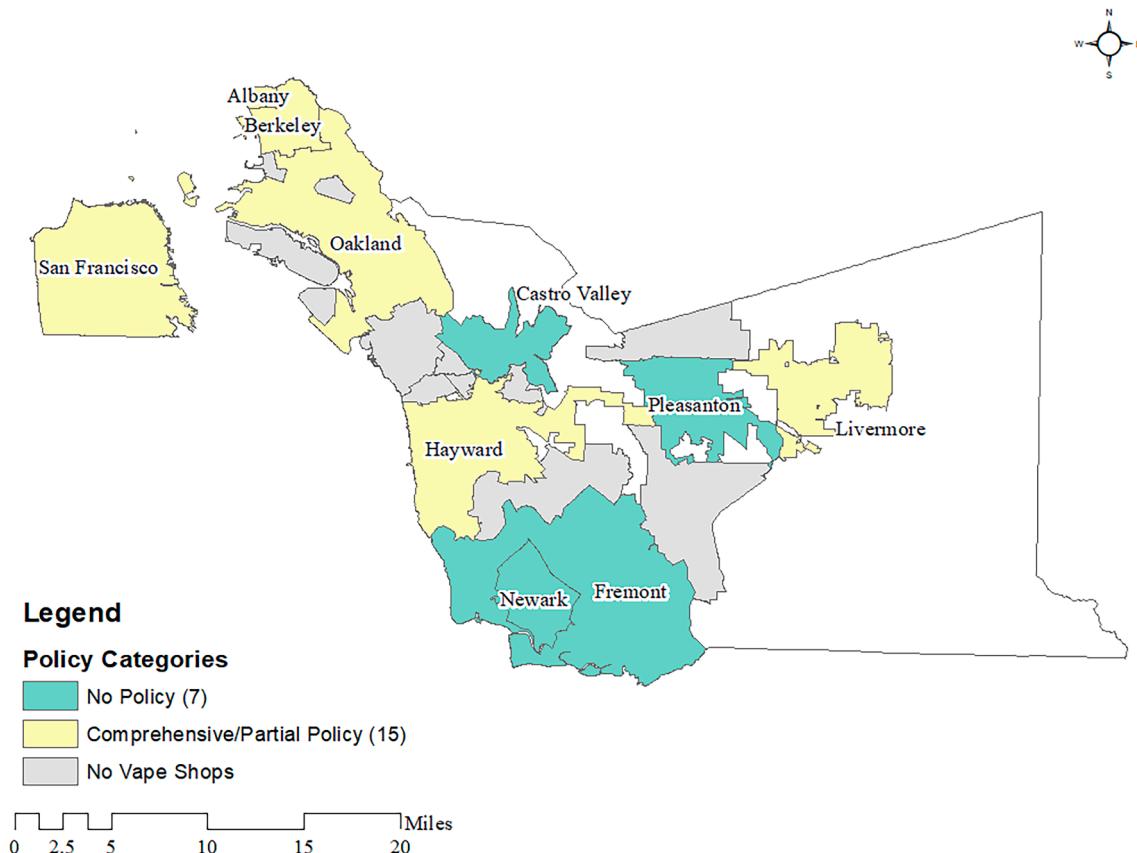 N
W
S
Albany
Berkeley
Oakland
San Francisco
Castro Valley
Pleasanton
Livermore
Hayward
Newark
Fremont
Legend
Policy Categories
No Policy (7)
Comprehensive/Partial Policy (15)
No Vape Shops
Miles
0 2.5 5 10 15 20